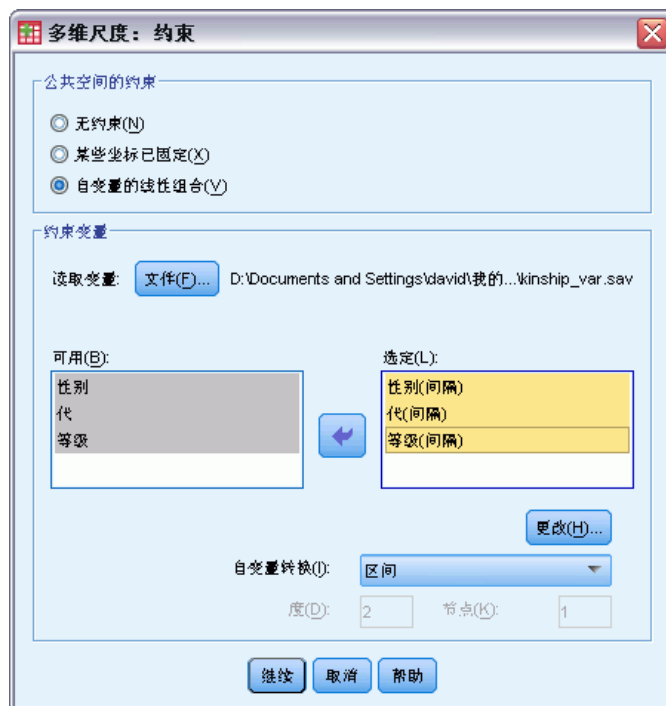 多维尺度：约束
公共空间的约束
无约束(N)
某些坐标已固定(X)
自变量的线性组合(V)
约束变量
读取变量: 文件(F)... D:\Documents and Settings\david\我的...\kinship_var.sav
可用(B): 选定(L):
性别 性别(间隔)
代 代(间隔)
等级 等级(间隔)
更改(H)...
自变量转换(I): 区间
度(D): 2 节点(K): 1
继续 取消 帮助